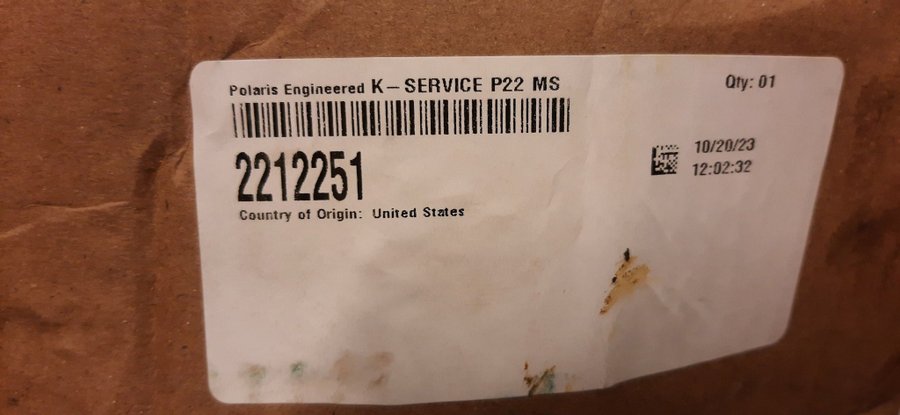 Polaris Engineered K-SERVICE P22 MS
Qty: 01
2212251
10/20/23
12:02:32
Country of Origin: United States